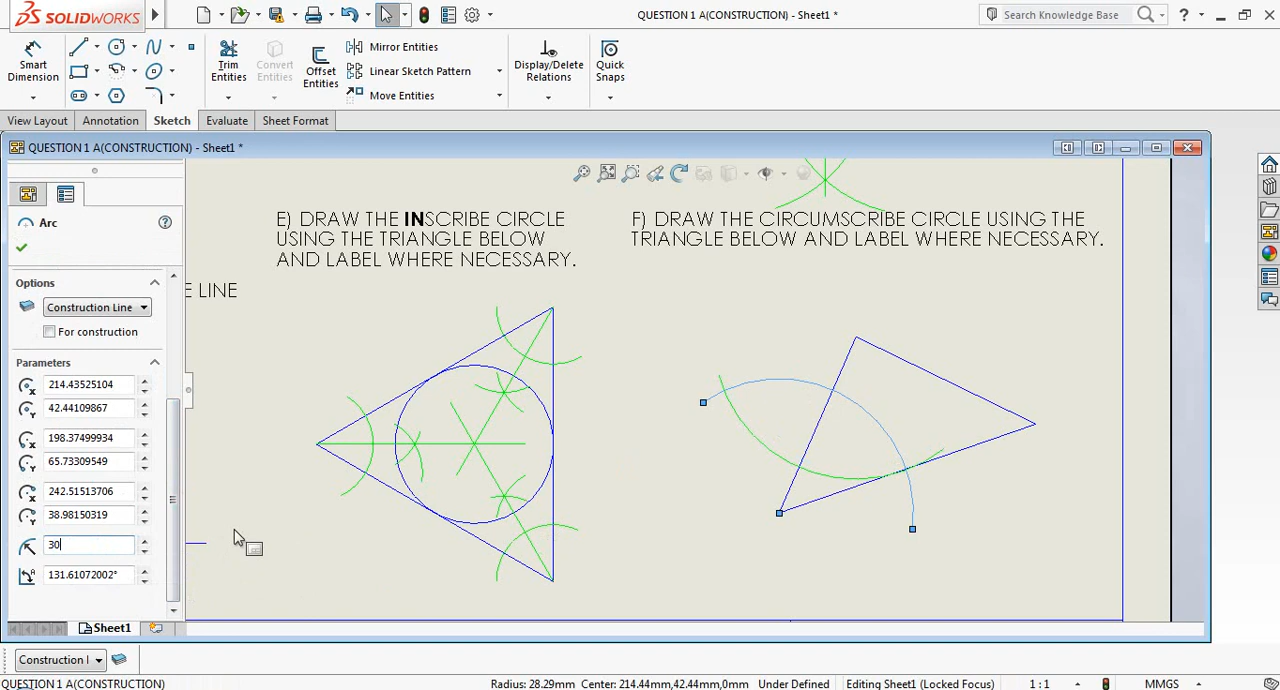 SOLIDWORKS
QUESTION 1 A(CONSTRUCTION) - Sheet1 *
Search Knowledge Base
?
Smart
Dimension
Trim
Entities
Convert
Entities
Offset
Entities
Mirror Entities
Linear Sketch Pattern
Move Entities
Display/Delete
Relations
Quick
Snaps
View Layout
Annotation
Sketch
Evaluate
Sheet Format
QUESTION 1 A(CONSTRUCTION) - Sheet1 *
Arc
Options
Construction Line
For construction
Parameters
214.43525104
42.44109867
198.37499934
65.73309549
242.51513706
38.98150319
30
131.61072002°
E LINE
E) DRAW THE INSCRIBE CIRCLE
USING THE TRIANGLE BELOW
AND LABEL WHERE NECESSARY.
F) DRAW THE CIRCUMSCRIBE CIRCLE USING THE
TRIANGLE BELOW AND LABEL WHERE NECESSARY.
Sheet1
Construction l
QUESTION 1 A(CONSTRUCTION)
Radius: 28.29mm Center: 214.44mm,42.44mm,0mm
Under Defined
Editing Sheet1 (Locked Focus)
1 : 1
MMGS